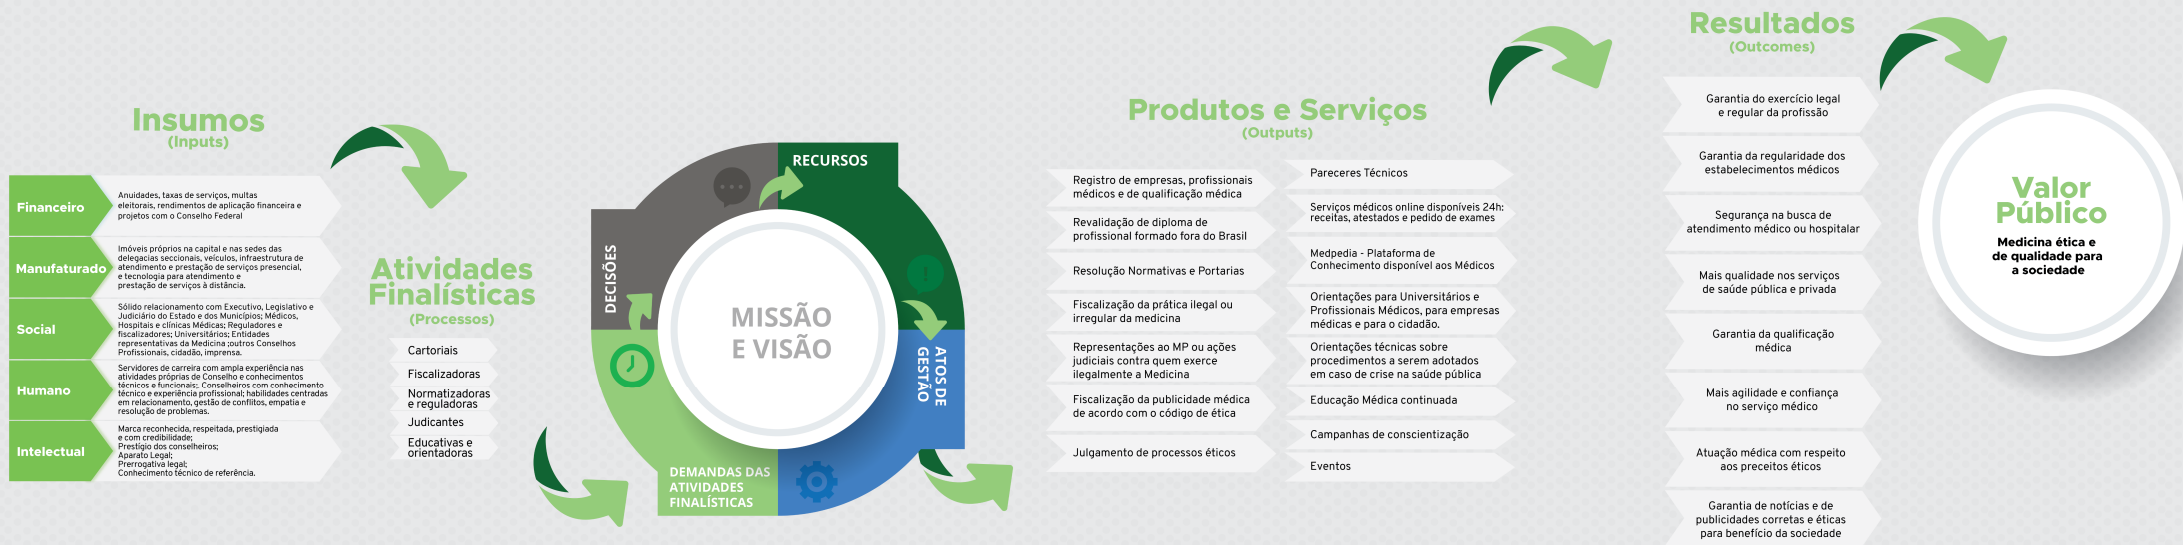 Insumos
(Inputs)
Financeiro
Anuidades, taxas de serviços, multas
eleitorais, rendimentos de aplicação financeira e
projetos com o Conselho Federal
Manufaturado
Imóveis próprios na capital e nas sedes das
delegacias seccionais, veículos, infraestrutura de
atendimento e prestação de serviços presencial,
e tecnologia para atendimento e
prestação de serviços à distância.
Social
Sólido relacionamento com Executivo, Legislativo e
Judiciário do Estado e dos Municípios; Médicos,
Hospitais e clínicas Médicas; Reguladores e
fiscalizadores; Universitários; Entidades
representativas da Medicina ;outros Conselhos
Profissionais, cidadão, imprensa.
Humano
Servidores de carreira com ampla experiência nas
atividades próprias de Conselho e conhecimentos
técnicos e funcionais; Conselheiros com conhecimento
técnico e experiência profissional; habilidades centradas
em relacionamento, gestão de conflitos, empatia e
resolução de problemas.
Intelectual
Marca reconhecida, respeitada, prestigiada
e com credibilidade;
Prestígio dos conselheiros;
Aparato Legal;
Prerrogativa legal;
Conhecimento técnico de referência.
Atividades
Finalísticas
(Processos)
Cartoriais
Fiscalizadoras
Normatizadoras
e reguladoras
Judicantes
Educativas e
orientadoras
RECURSOS
DECISÕES
MISSÃO
E VISÃO
ATOS DE
GESTÃO
DEMANDAS DAS
ATIVIDADES
FINALÍSTICAS
Produtos e Serviços
(Outputs)
Registro de empresas, profissionais
médicos e de qualificação médica
Revalidação de diploma de
profissional formado fora do Brasil
Resolução Normativas e Portarias
Fiscalização da prática ilegal ou
irregular da medicina
Representações ao MP ou ações
judiciais contra quem exerce
ilegalmente a Medicina
Fiscalização da publicidade médica
de acordo com o código de ética
Julgamento de processos éticos
Pareceres Técnicos
Serviços médicos online disponíveis 24h:
receitas, atestados e pedido de exames
Medpedia - Plataforma de
Conhecimento disponível aos Médicos
Orientações para Universitários e
Profissionais Médicos, para empresas
médicas e para o cidadão.
Orientações técnicas sobre
procedimentos a serem adotados
em caso de crise na saúde pública
Educação Médica continuada
Campanhas de conscientização
Eventos
Resultados
(Outcomes)
Garantia do exercício legal
e regular da profissão
Garantia da regularidade dos
estabelecimentos médicos
Segurança na busca de
atendimento médico ou hospitalar
Mais qualidade nos serviços
de saúde pública e privada
Garantia da qualificação
médica
Mais agilidade e confiança
no serviço médico
Atuação médica com respeito
aos preceitos éticos
Garantia de notícias e de
publicidades corretas e éticas
para benefício da sociedade
Valor
Público
Medicina ética e
de qualidade para
a sociedade